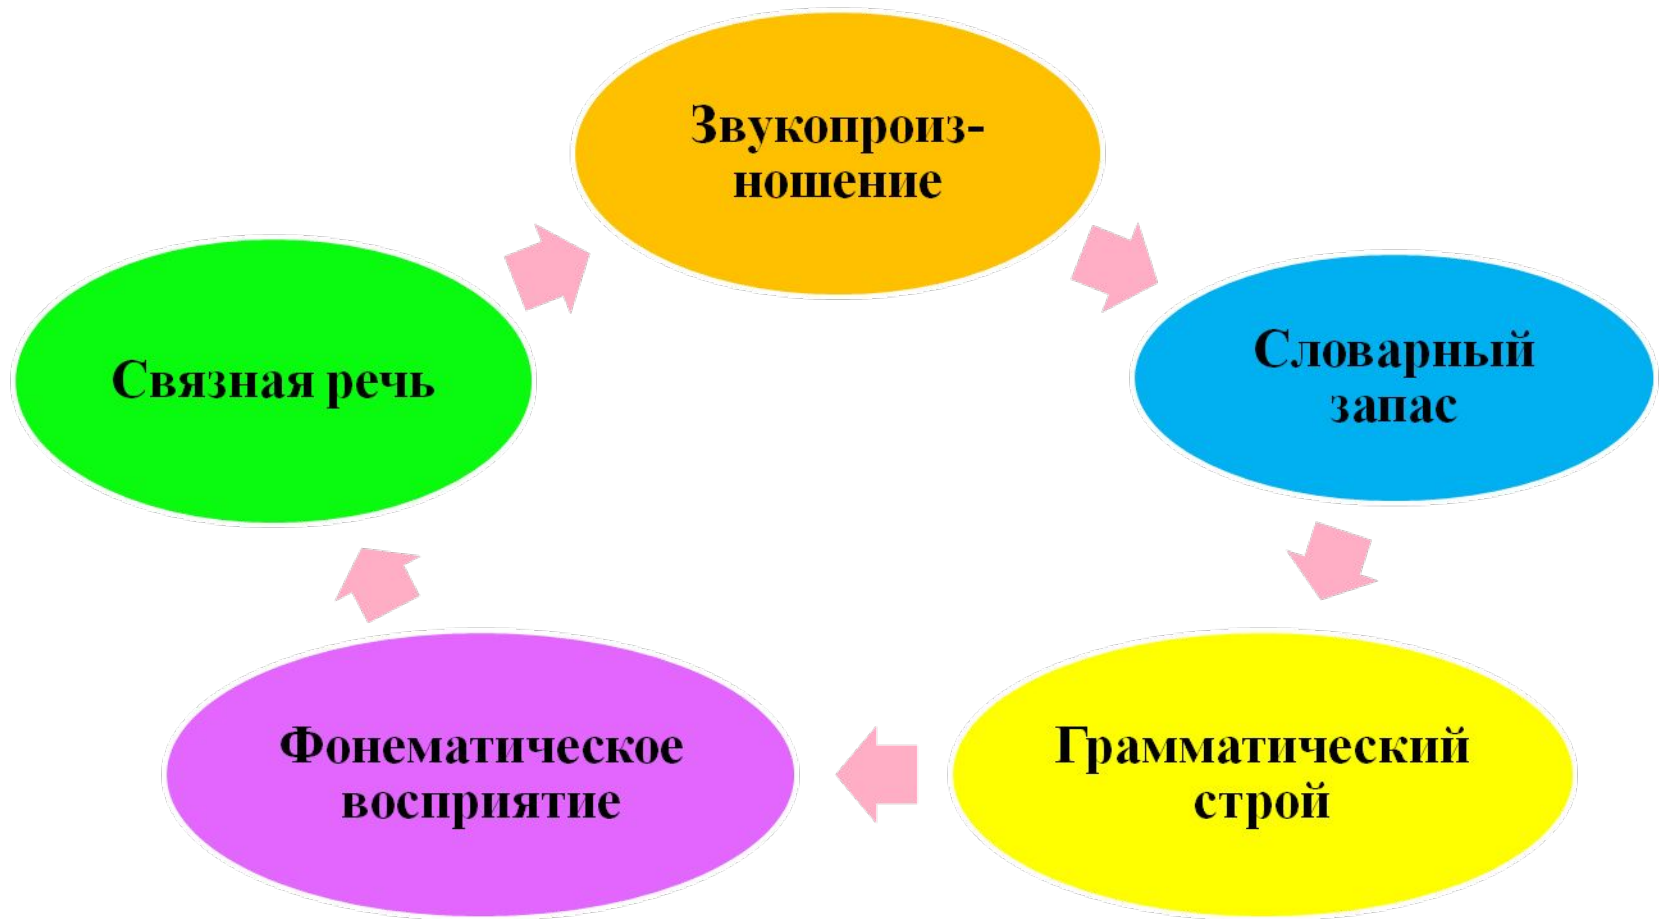 Звукопроиз-
ношение
Словарный
запас
Грамматический
строй
Фонематическое
восприятие
Связная речь